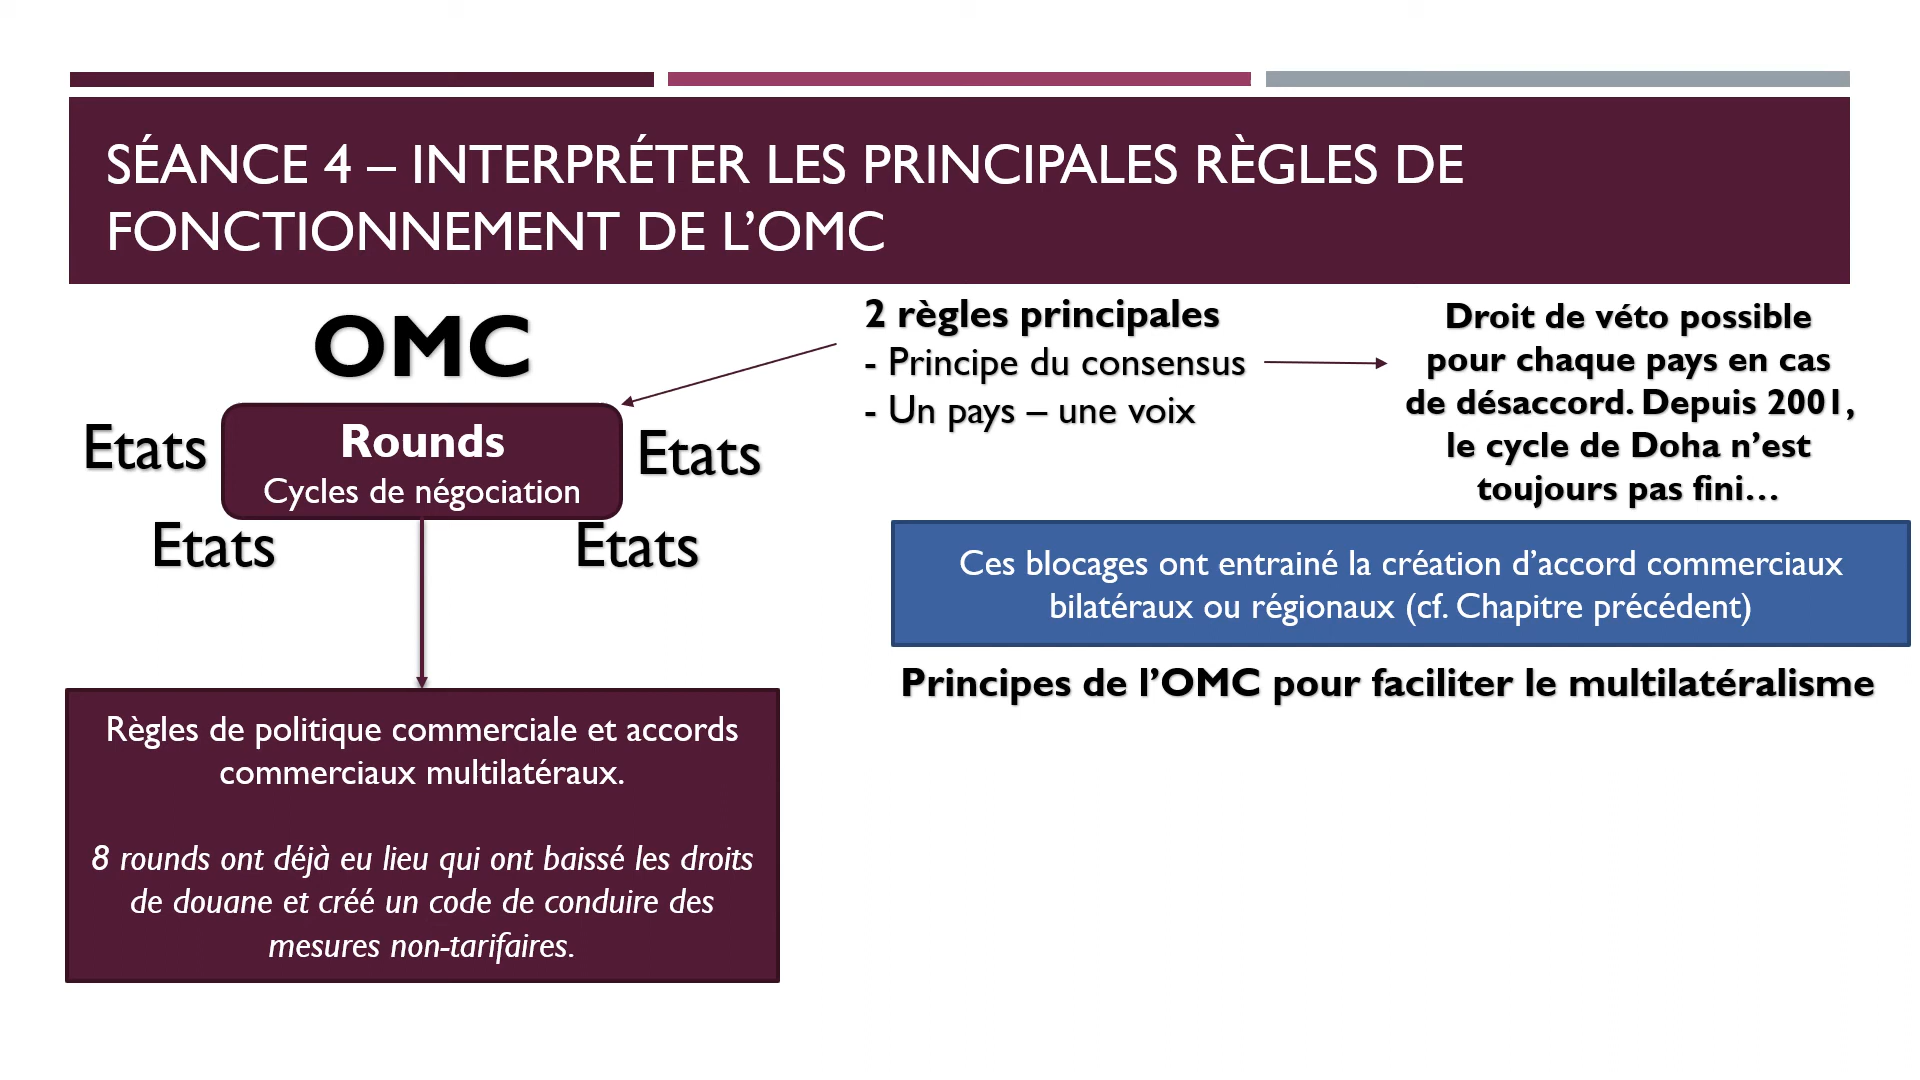 SÉANCE 4 – INTERPRÉTER LES PRINCIPALES RÈGLES DE
FONCTIONNEMENT DE L’OMC
OMC
Etats
Rounds
Cycles de négociation
Etats
Etats
Etats
Règles de politique commerciale et accords
commerciaux multilatéraux.
8 rounds ont déjà eu lieu qui ont baissé les droits
de douane et créé un code de conduire des
mesures non-tarifaires.
2 règles principales
- Principe du consensus
- Un pays – une voix
Droit de véto possible
pour chaque pays en cas
de désaccord. Depuis 2001,
le cycle de Doha n’est
toujours pas fini…
Ces blocages ont entrainé la création d’accord commerciaux
bilatéraux ou régionaux (cf. Chapitre précédent)
Principes de l’OMC pour faciliter le multilatéralisme